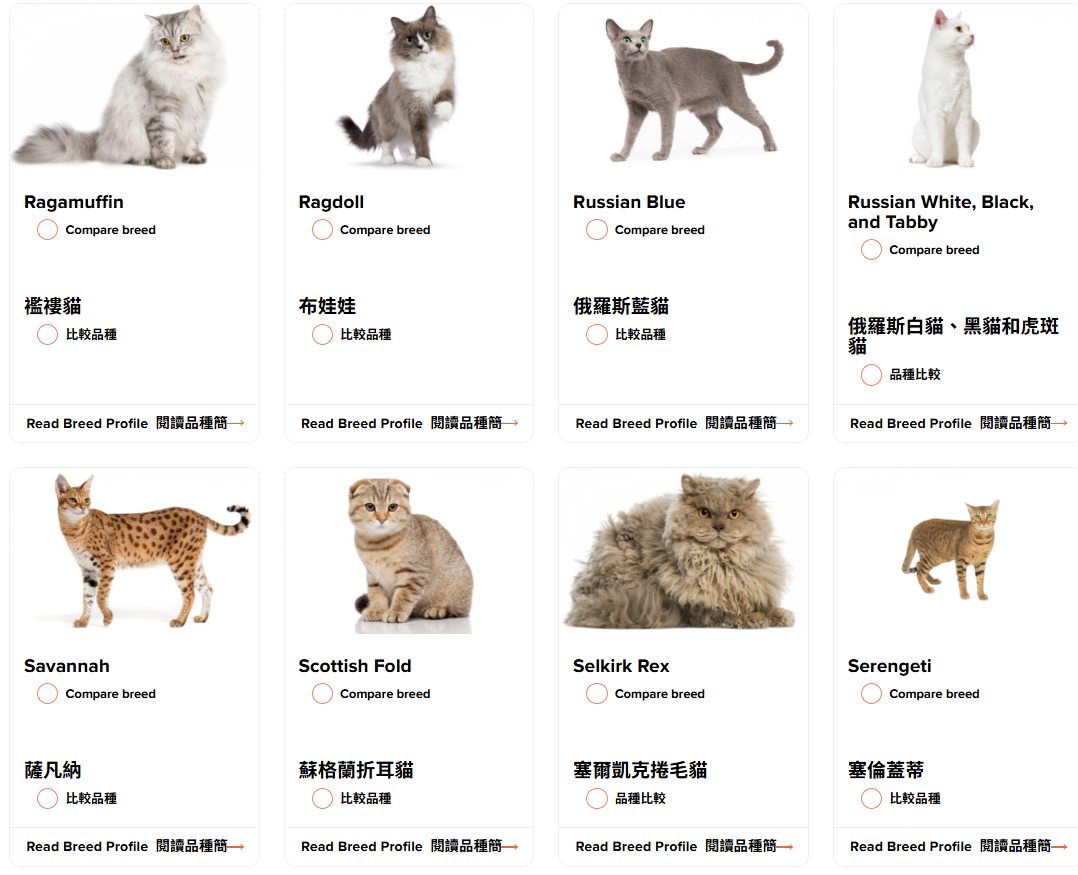 Ragamuffin
Compare breed
襤褸貓
比較品種
Read Breed Profile 閱讀品種簡
Ragdoll
Compare breed
布娃娃
比較品種
Read Breed Profile 閱讀品種簡
Russian Blue
Compare breed
俄羅斯藍貓
比較品種
Read Breed Profile 閱讀品種簡
Russian White, Black,
and Tabby
Compare breed
俄羅斯白貓、黑貓和虎斑
貓
品種比較
Read Breed Profile 閱讀品種簡
Savannah
Compare breed
薩凡納
比較品種
Read Breed Profile 閱讀品種簡
Scottish Fold
Compare breed
蘇格蘭折耳貓
比較品種
Read Breed Profile 閱讀品種簡
Selkirk Rex
Compare breed
塞爾凱克捲毛貓
品種比較
Read Breed Profile 閱讀品種簡
Serengeti
Compare breed
塞倫蓋蒂
比較品種
Read Breed Profile 閱讀品種簡